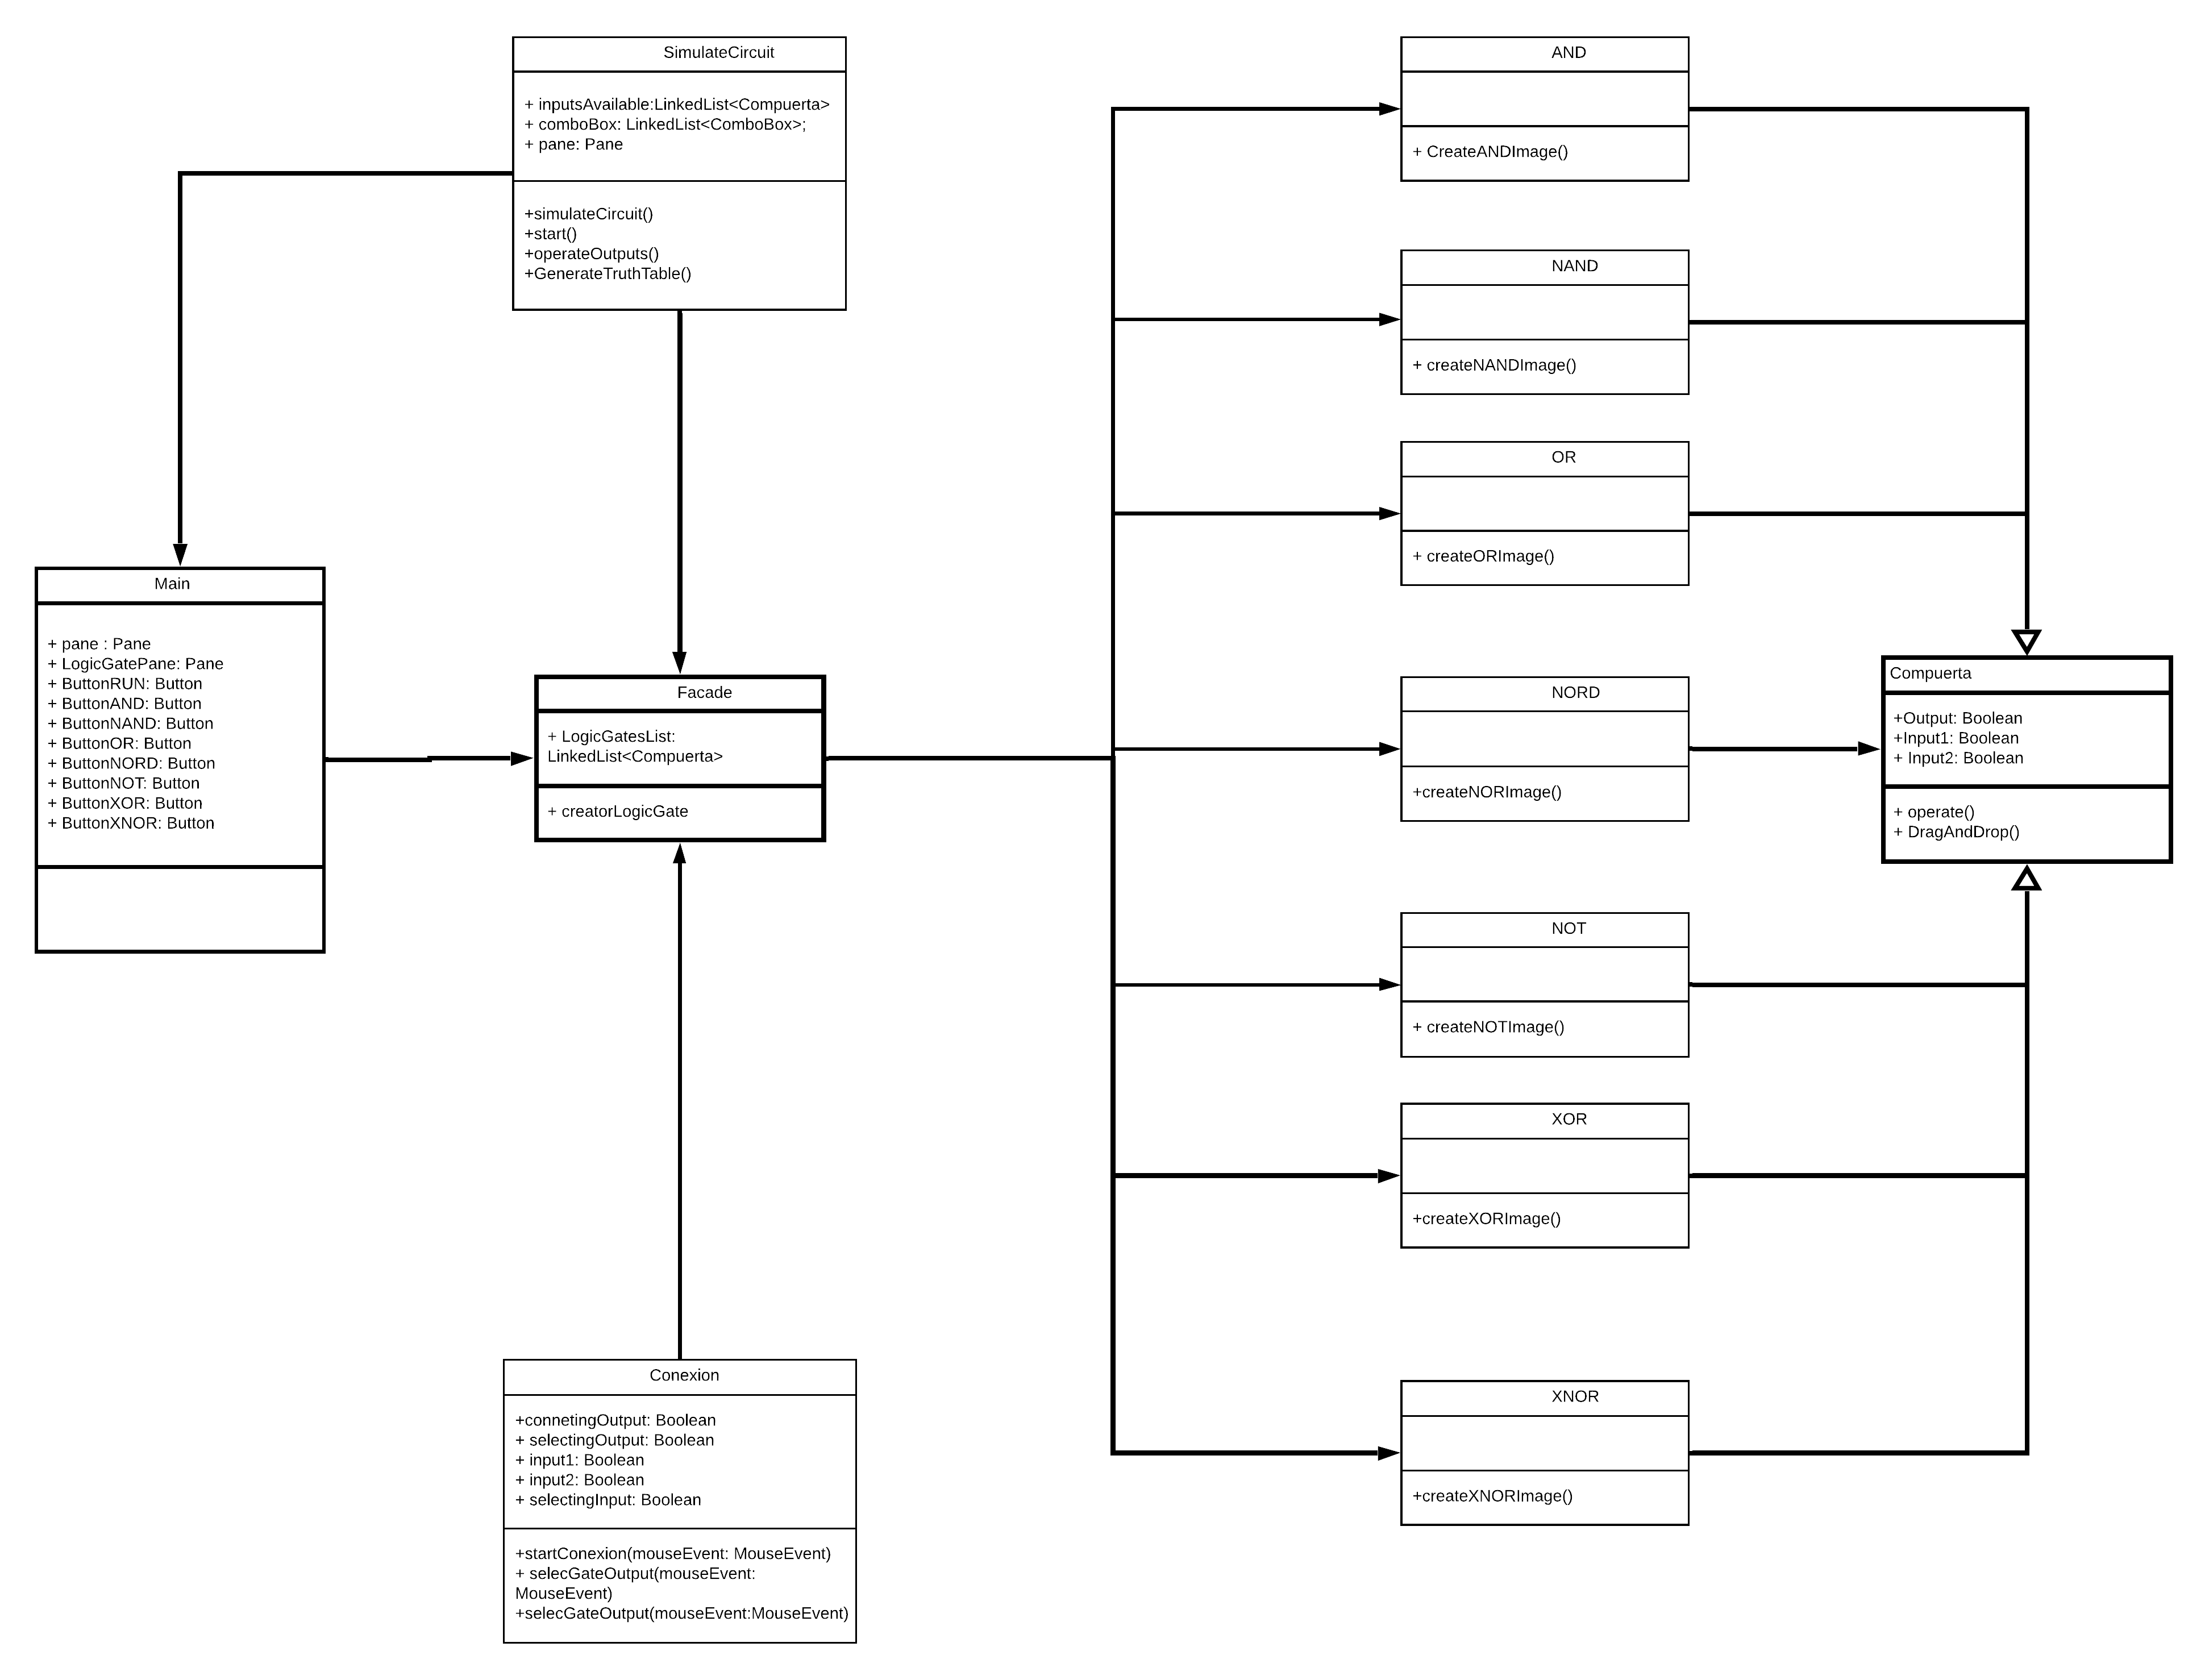 SimulateCircuit
+ inputsAvailable:LinkedList<Compuerta>
+ comboBox: LinkedList<ComboBox>;
+ pane: Pane
+simulateCircuit()
+start()
+operateOutputs()
+GenerateTruthTable()
Main
+ pane : Pane
+ LogicGatePane: Pane
+ ButtonRUN: Button
+ ButtonAND: Button
+ ButtonNAND: Button
+ ButtonOR: Button
+ ButtonNORD: Button
+ ButtonNOT: Button
+ ButtonXOR: Button
+ ButtonXNOR: Button
Facade
+ LogicGatesList:
LinkedList<Compuerta>
+ creatorLogicGate
Conexion
+connetingOutput: Boolean
+ selectingOutput: Boolean
+ input1: Boolean
+ input2: Boolean
+ selectingInput: Boolean
+startConexion(mouseEvent: MouseEvent)
+ selecGateOutput(mouseEvent:
MouseEvent)
+selecGateOutput(mouseEvent:MouseEvent)
AND
+ CreateANDImage()
NAND
+ createNANDImage()
OR
+ createORImage()
NORD
+createNORImage()
NOT
+ createNOTImage()
XOR
+createXORImage()
XNOR
+createXNORImage()
Compuerta
+Output: Boolean
+Input1: Boolean
+ Input2: Boolean
+ operate()
+ DragAndDrop()